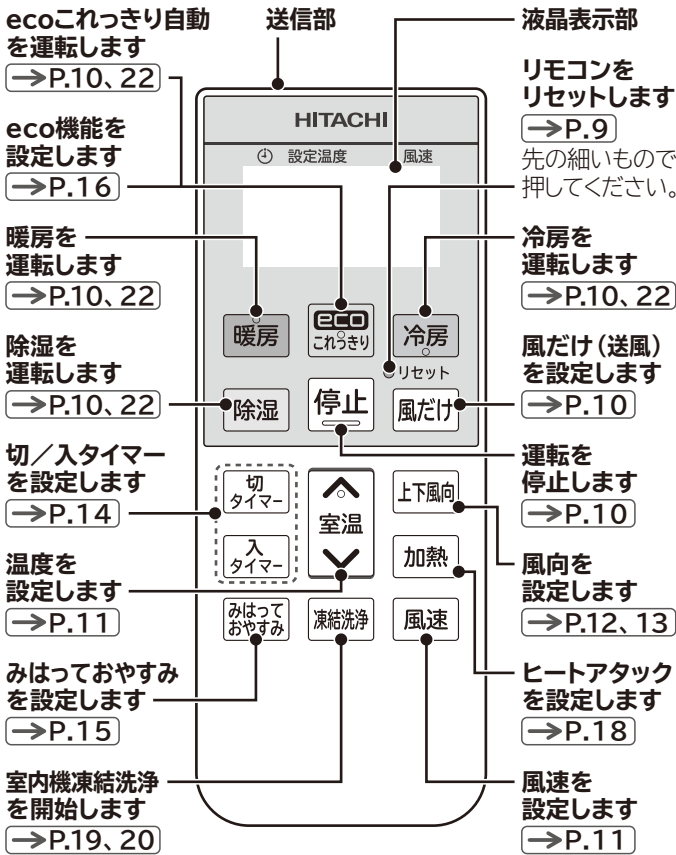 ecoこれっきり自動
を運転します
→P.10、22
eco機能を
設定します
→P.16
暖房を
運転します
→P.10、22
除湿を
運転します
→P.10、22
切／入タイマー
を設定します
→P.14
温度を
設定します
→P.11
みはっておやすみ
を設定します
→P.15
室内機凍結洗浄
を開始します
→P.19、20
送信部
HITACHI
設定温度 風速
暖房
eco
これっきり
冷房
リセット
除湿
停止
風だけ
切
タイマー
室温
上下風向
入
タイマー
加熱
みはって
おやすみ
凍結洗浄
風速
液晶表示部
リモコンを
リセットします
→P.9
先の細いもので
押してください。
冷房を
運転します
→P.10、22
風だけ（送風）
を設定します
→P.10
運転を
停止します
→P.10
風向を
設定します
→P.12、13
ヒートアタック
を設定します
→P.18
風速を
設定します
→P.11